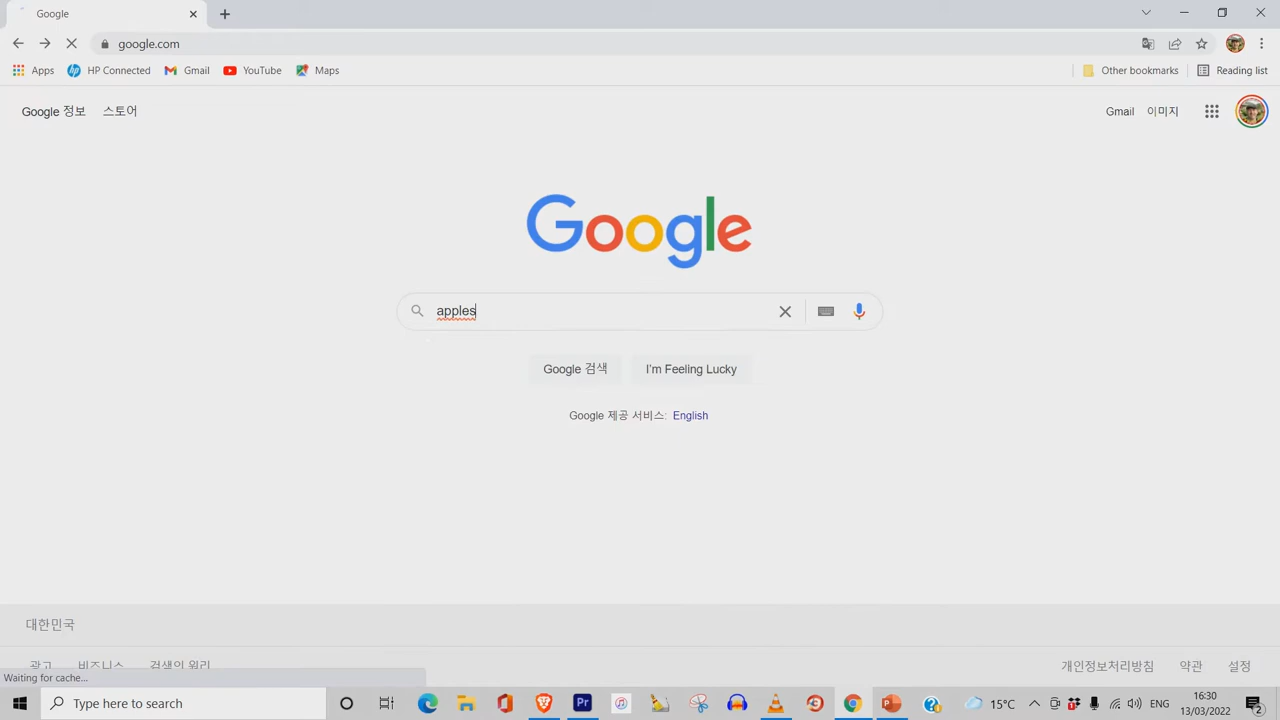 Google
google.com
Apps HP Connected Gmail YouTube Maps Other bookmarks Reading list
Google 정보 스토어 Gmail 이미지
Google
apples
Google 검색 I'm Feeling Lucky
Google 제공 서비스: English
대한민국
광고 비즈니스 검색의 원리 개인정보처리방침 약관 설정
Waiting for cache...
Type here to search Pr 15°C ENG 16:30
13/03/2022 2